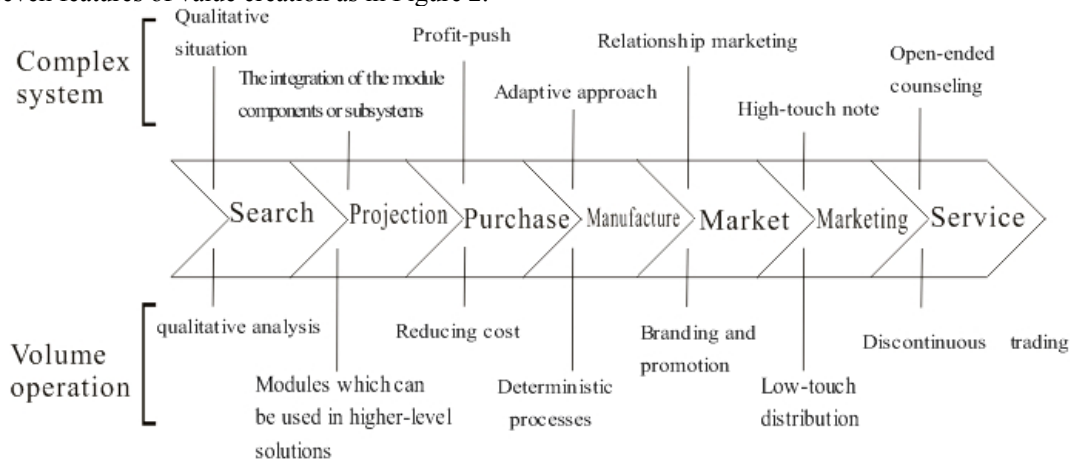 even features of value creation as in Figure 2.
Qualitative
situation
Profit-push
Relationship marketing
Open-ended
counseling
Complex
system
The integration of the module
components or subsystems
Adaptive approach
High-touch note
Search
Projection
Purchase
Manufacture
Market
Marketing
Service
qualitative analysis
Reducing cost
Branding and
promotion
Discontinuous trading
Volume
operation
Modules which can
be used in higher-level
solutions
Deterministic
processes
Low-touch
distribution